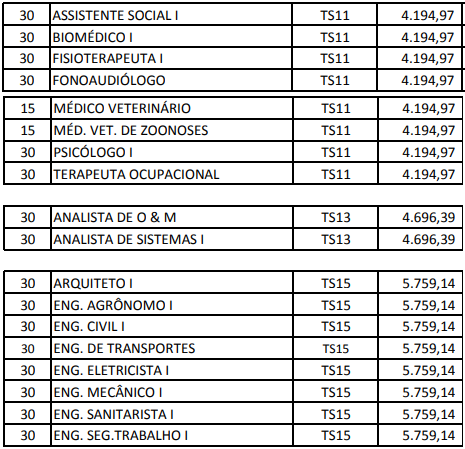 30 ASSISTENTE SOCIAL I TS11 4.194,97
30 BIOMÉDICO I TS11 4.194,97
30 FISIOTERAPEUTA I TS11 4.194,97
30 FONOAUDIÓLOGO TS11 4.194,97
15 MÉDICO VETERINÁRIO TS11 4.194,97
15 MÉD. VET. DE ZOONOSES TS11 4.194,97
30 PSICÓLOGO I TS11 4.194,97
30 TERAPEUTA OCUPACIONAL TS11 4.194,97
30 ANALISTA DE O & M TS13 4.696,39
30 ANALISTA DE SISTEMAS I TS13 4.696,39
30 ARQUITETO I TS15 5.759,14
30 ENG. AGRÔNOMO I TS15 5.759,14
30 ENG. CIVIL I TS15 5.759,14
30 ENG. DE TRANSPORTES TS15 5.759,14
30 ENG. ELETRICISTA I TS15 5.759,14
30 ENG. MECÂNICO I TS15 5.759,14
30 ENG. SANITARISTA I TS15 5.759,14
30 ENG. SEG.TRABALHO I TS15 5.759,14